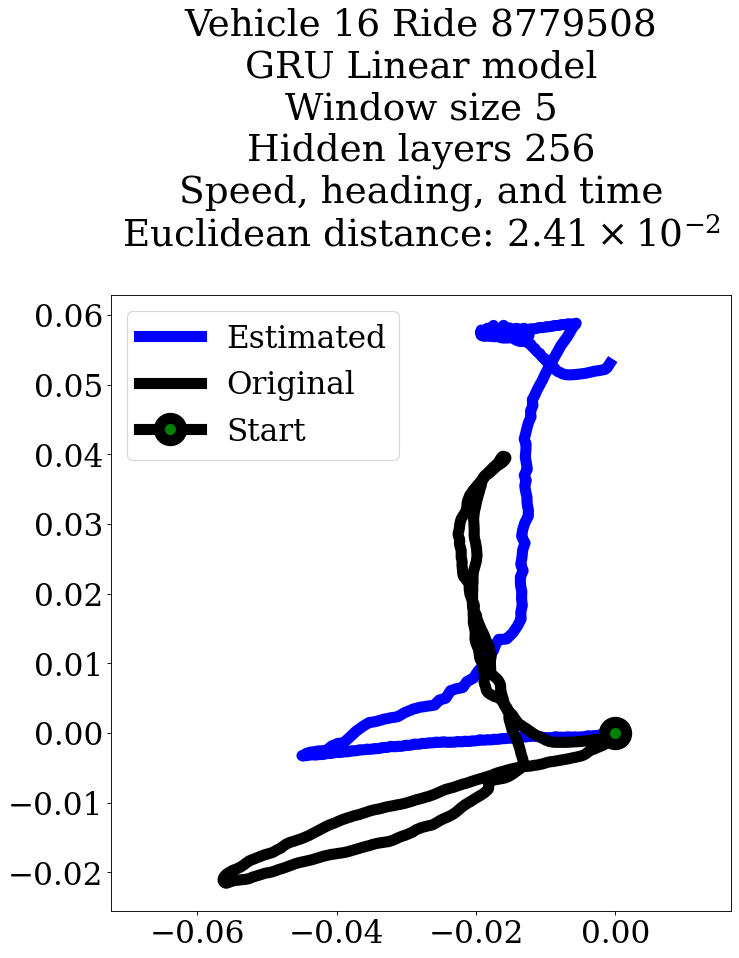 Vehicle 16 Ride 8779508
GRU Linear model
Window size 5
Hidden layers 256
Speed, heading, and time
Euclidean distance: 2.41 × 10⁻²
Estimated
Original
Start
0.06
0.05
0.04
0.03
0.02
0.01
0.00
−0.01
−0.02
−0.06 −0.04 −0.02 0.00